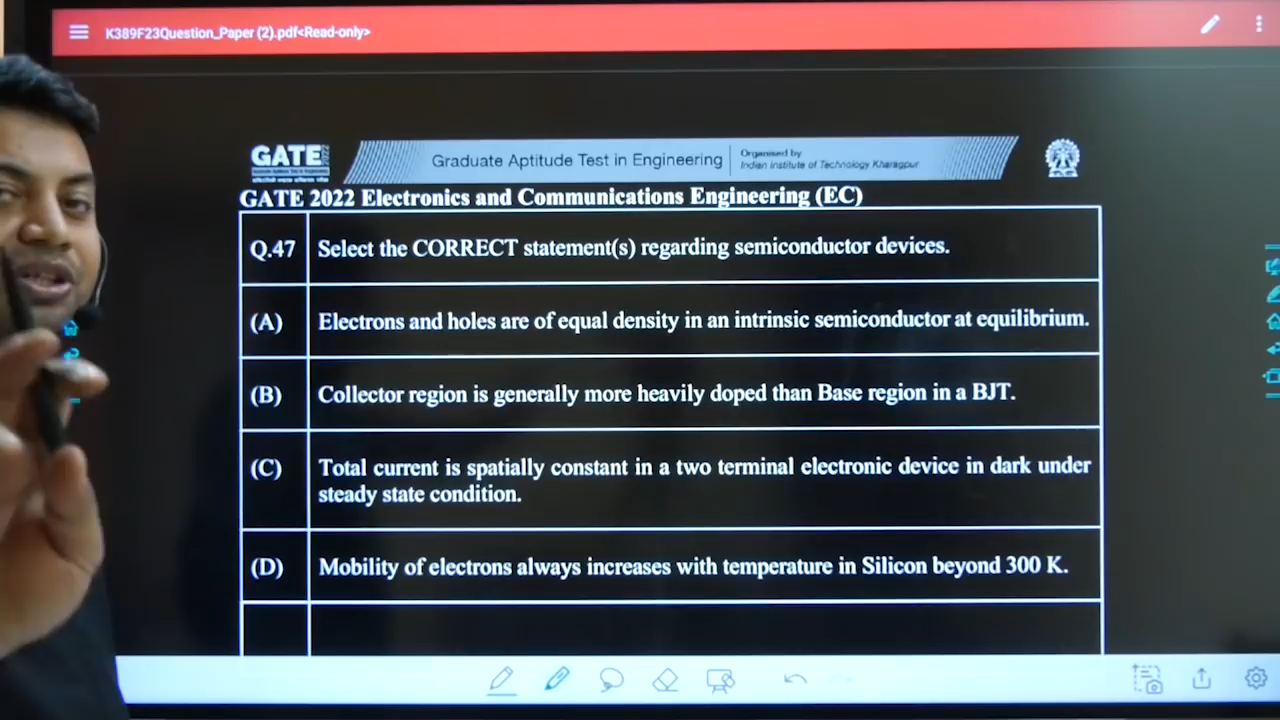 K389F23Question_Paper (2).pdf<Read-only>
GATE
Graduate Aptitude Test in Engineering
Organised by
Indian Institute of Technology Kharagpur
GATE 2022 Electronics and Communications Engineering (EC)
Q.47 Select the CORRECT statement(s) regarding semiconductor devices.
(A) Electrons and holes are of equal density in an intrinsic semiconductor at equilibrium.
(B) Collector region is generally more heavily doped than Base region in a BJT.
(C) Total current is spatially constant in a two terminal electronic device in dark under
steady state condition.
(D) Mobility of electrons always increases with temperature in Silicon beyond 300 K.